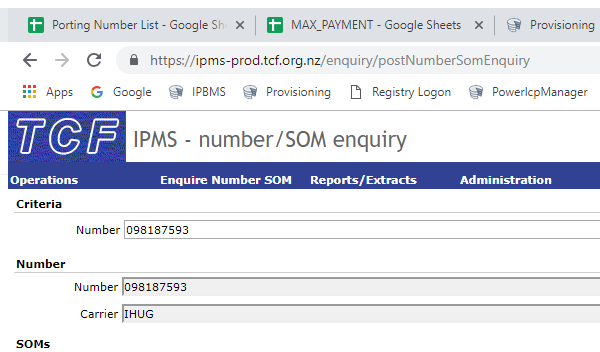 Porting Number List - Google She
MAX_PAYMENT - Google Sheets
Provisioning
https://ipms-prod.tcf.org.nz/enquiry/postNumberSomEnquiry
Apps
Google
IPBMS
Provisioning
Registry Logon
PowerIcpManager
TCF IPMS - number/SOM enquiry
Operations Enquire Number SOM Reports/Extracts Administration
Criteria
Number 098187593
Number
Number 098187593
Carrier IHUG
SOMs